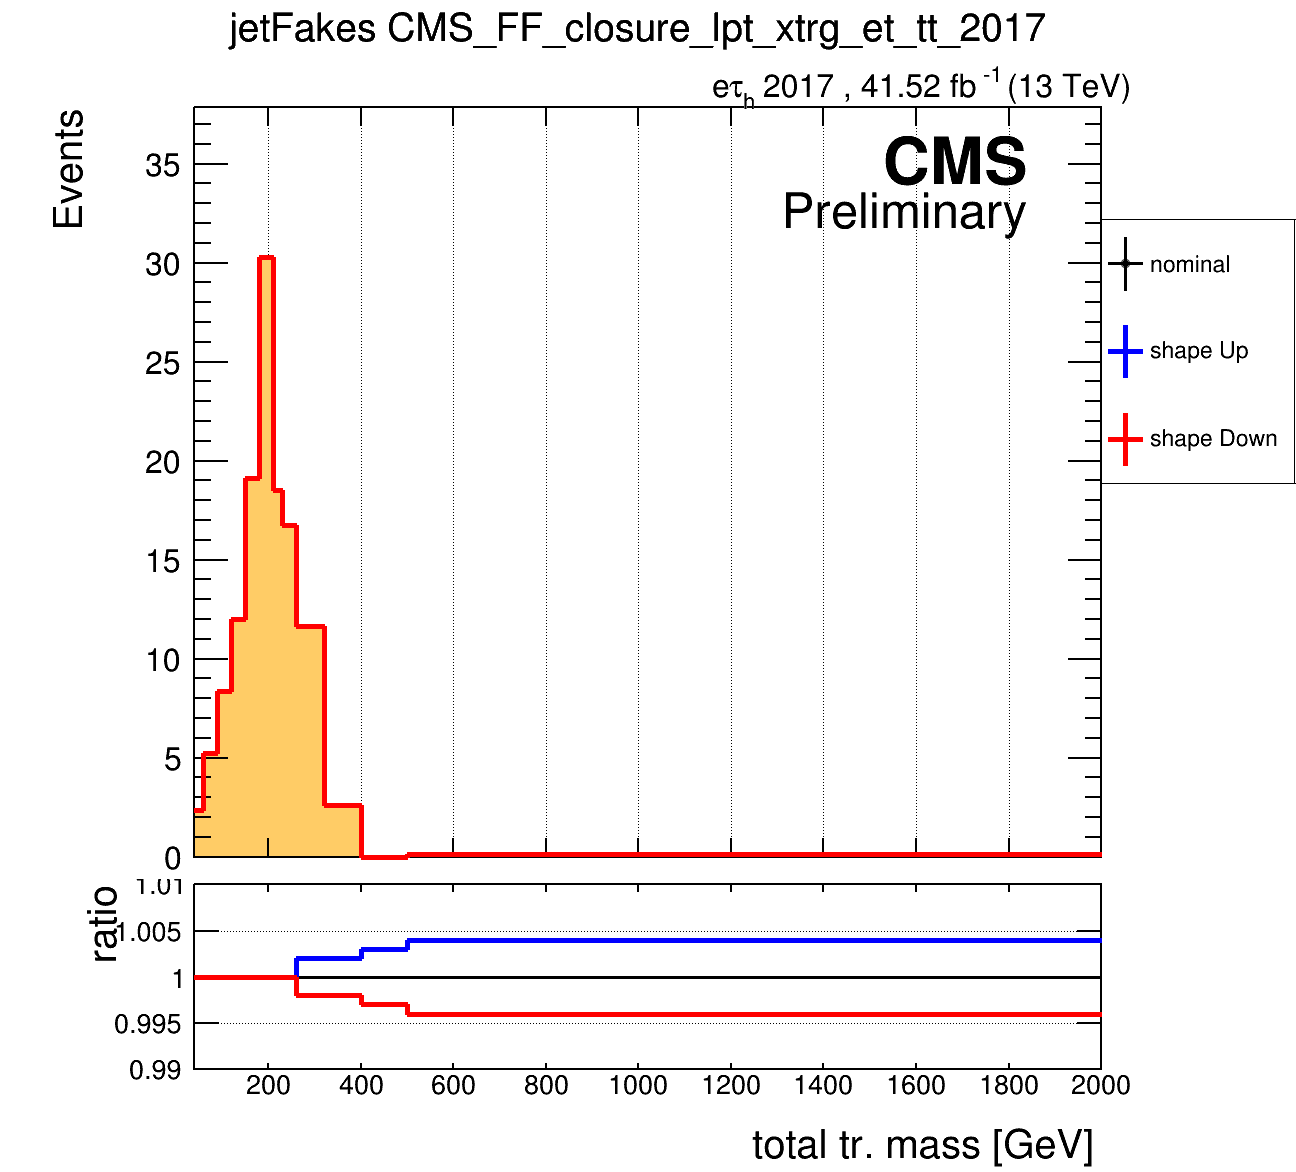 jetFakes CMS_FF_closure_lpt_xtrg_et_tt_2017
eτh 2017 , 41.52 fb -1 (13 TeV)
Events
CMS
Preliminary
35
30
25
20
15
10
5
0
nominal
shape Up
shape Down
ratio
1.01
1.005
1
0.995
0.99
200 400 600 800 1000 1200 1400 1600 1800 2000
total tr. mass [GeV]